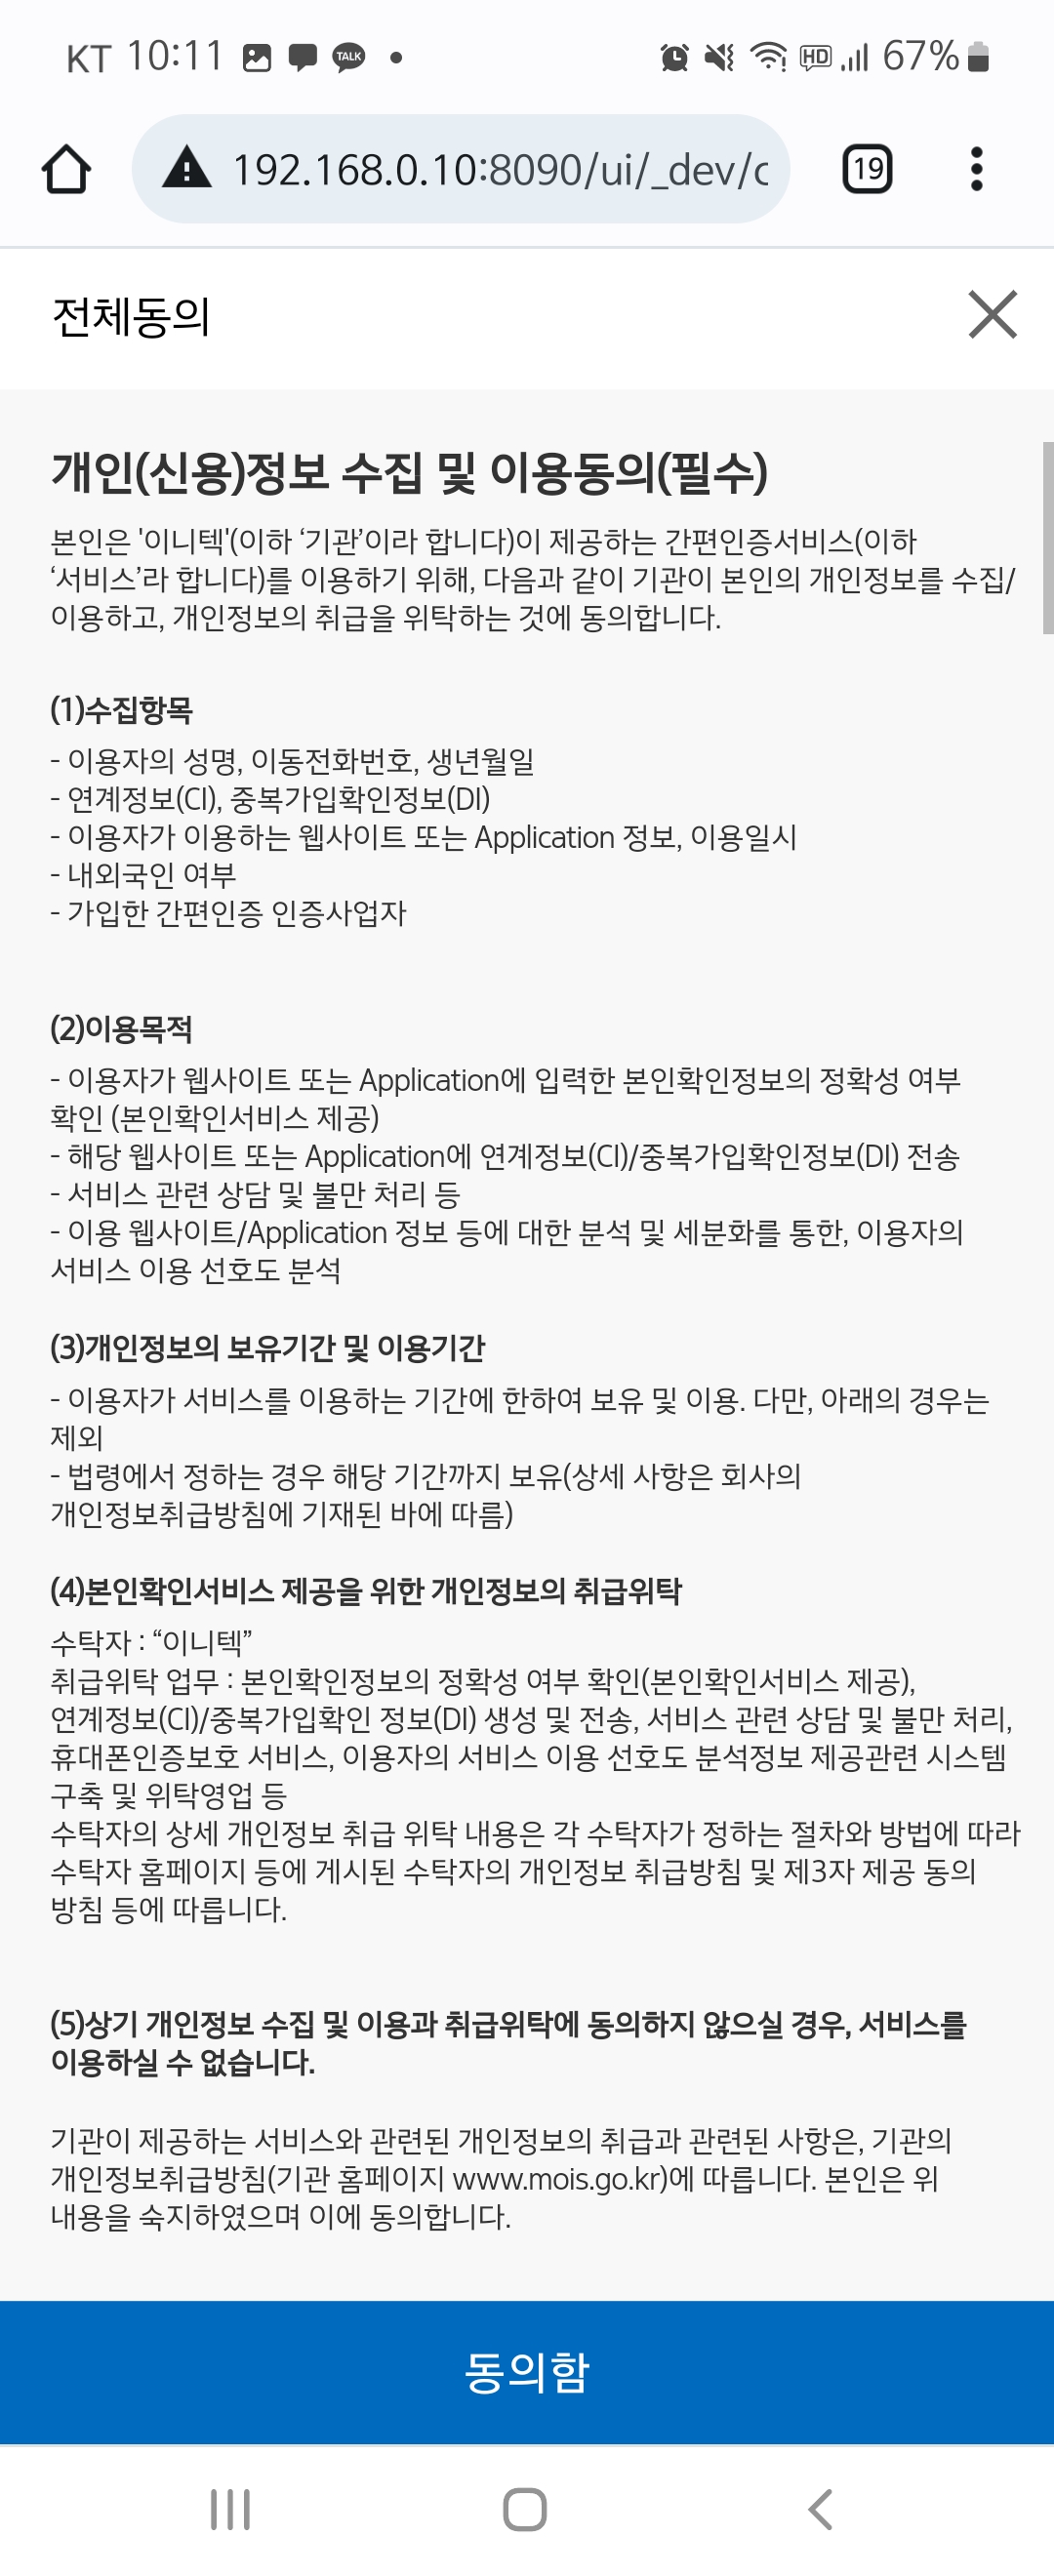 KT 10:11 TALK HD 67%
192.168.0.10:8090/ui/_dev/c 19
전체동의
개인(신용)정보 수집 및 이용동의(필수)
본인은 '이니텍'(이하 ‘기관’이라 합니다)이 제공하는 간편인증서비스(이하
‘서비스’라 합니다)를 이용하기 위해, 다음과 같이 기관이 본인의 개인정보를 수집/
이용하고, 개인정보의 취급을 위탁하는 것에 동의합니다.
(1)수집항목
- 이용자의 성명, 이동전화번호, 생년월일
- 연계정보(CI), 중복가입확인정보(DI)
- 이용자가 이용하는 웹사이트 또는 Application 정보, 이용일시
- 내외국인 여부
- 가입한 간편인증 인증사업자
(2)이용목적
- 이용자가 웹사이트 또는 Application에 입력한 본인확인정보의 정확성 여부
확인 (본인확인서비스 제공)
- 해당 웹사이트 또는 Application에 연계정보(CI)/중복가입확인정보(DI) 전송
- 서비스 관련 상담 및 불만 처리 등
- 이용 웹사이트/Application 정보 등에 대한 분석 및 세분화를 통한, 이용자의
서비스 이용 선호도 분석
(3)개인정보의 보유기간 및 이용기간
- 이용자가 서비스를 이용하는 기간에 한하여 보유 및 이용. 다만, 아래의 경우는
제외
- 법령에서 정하는 경우 해당 기간까지 보유(상세 사항은 회사의
개인정보취급방침에 기재된 바에 따름)
(4)본인확인서비스 제공을 위한 개인정보의 취급위탁
수탁자 : “이니텍”
취급위탁 업무 : 본인확인정보의 정확성 여부 확인(본인확인서비스 제공),
연계정보(CI)/중복가입확인 정보(DI) 생성 및 전송, 서비스 관련 상담 및 불만 처리,
휴대폰인증보호 서비스, 이용자의 서비스 이용 선호도 분석정보 제공관련 시스템
구축 및 위탁영업 등
수탁자의 상세 개인정보 취급 위탁 내용은 각 수탁자가 정하는 절차와 방법에 따라
수탁자 홈페이지 등에 게시된 수탁자의 개인정보 취급방침 및 제3자 제공 동의
방침 등에 따릅니다.
(5)상기 개인정보 수집 및 이용과 취급위탁에 동의하지 않으실 경우, 서비스를
이용하실 수 없습니다.
기관이 제공하는 서비스와 관련된 개인정보의 취급과 관련된 사항은, 기관의
개인정보취급방침(기관 홈페이지 www.mois.go.kr)에 따릅니다. 본인은 위
내용을 숙지하였으며 이에 동의합니다.
동의함